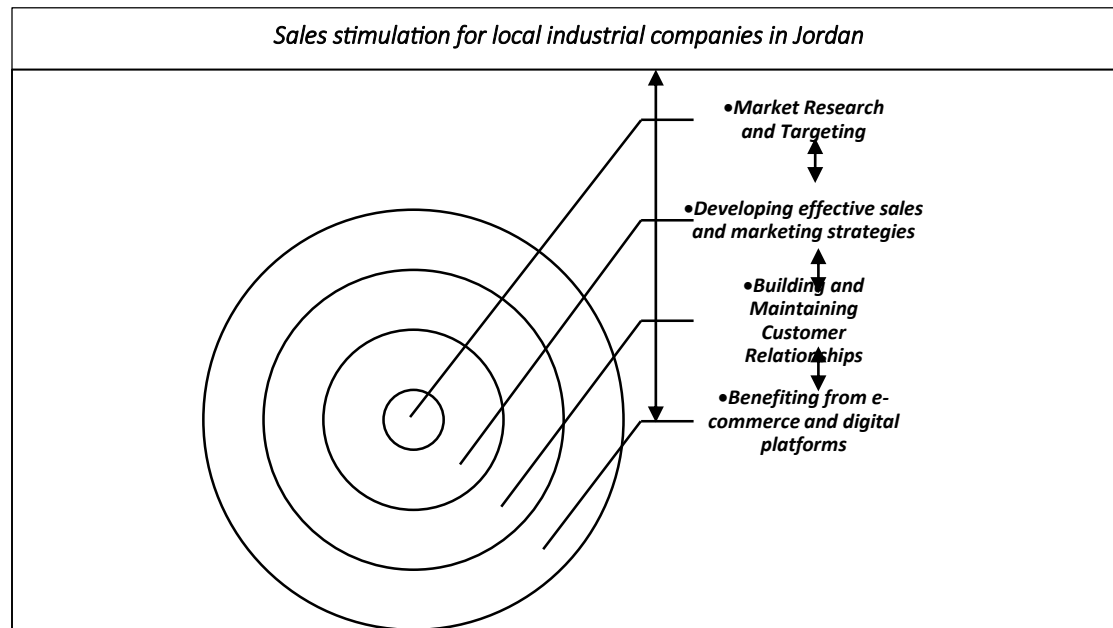 Sales stimulation for local industrial companies in Jordan
•Market Research
and Targeting
•Developing effective sales
and marketing strategies
•Building and
Maintaining
Customer
Relationships
•Benefiting from e-
commerce and digital
platforms